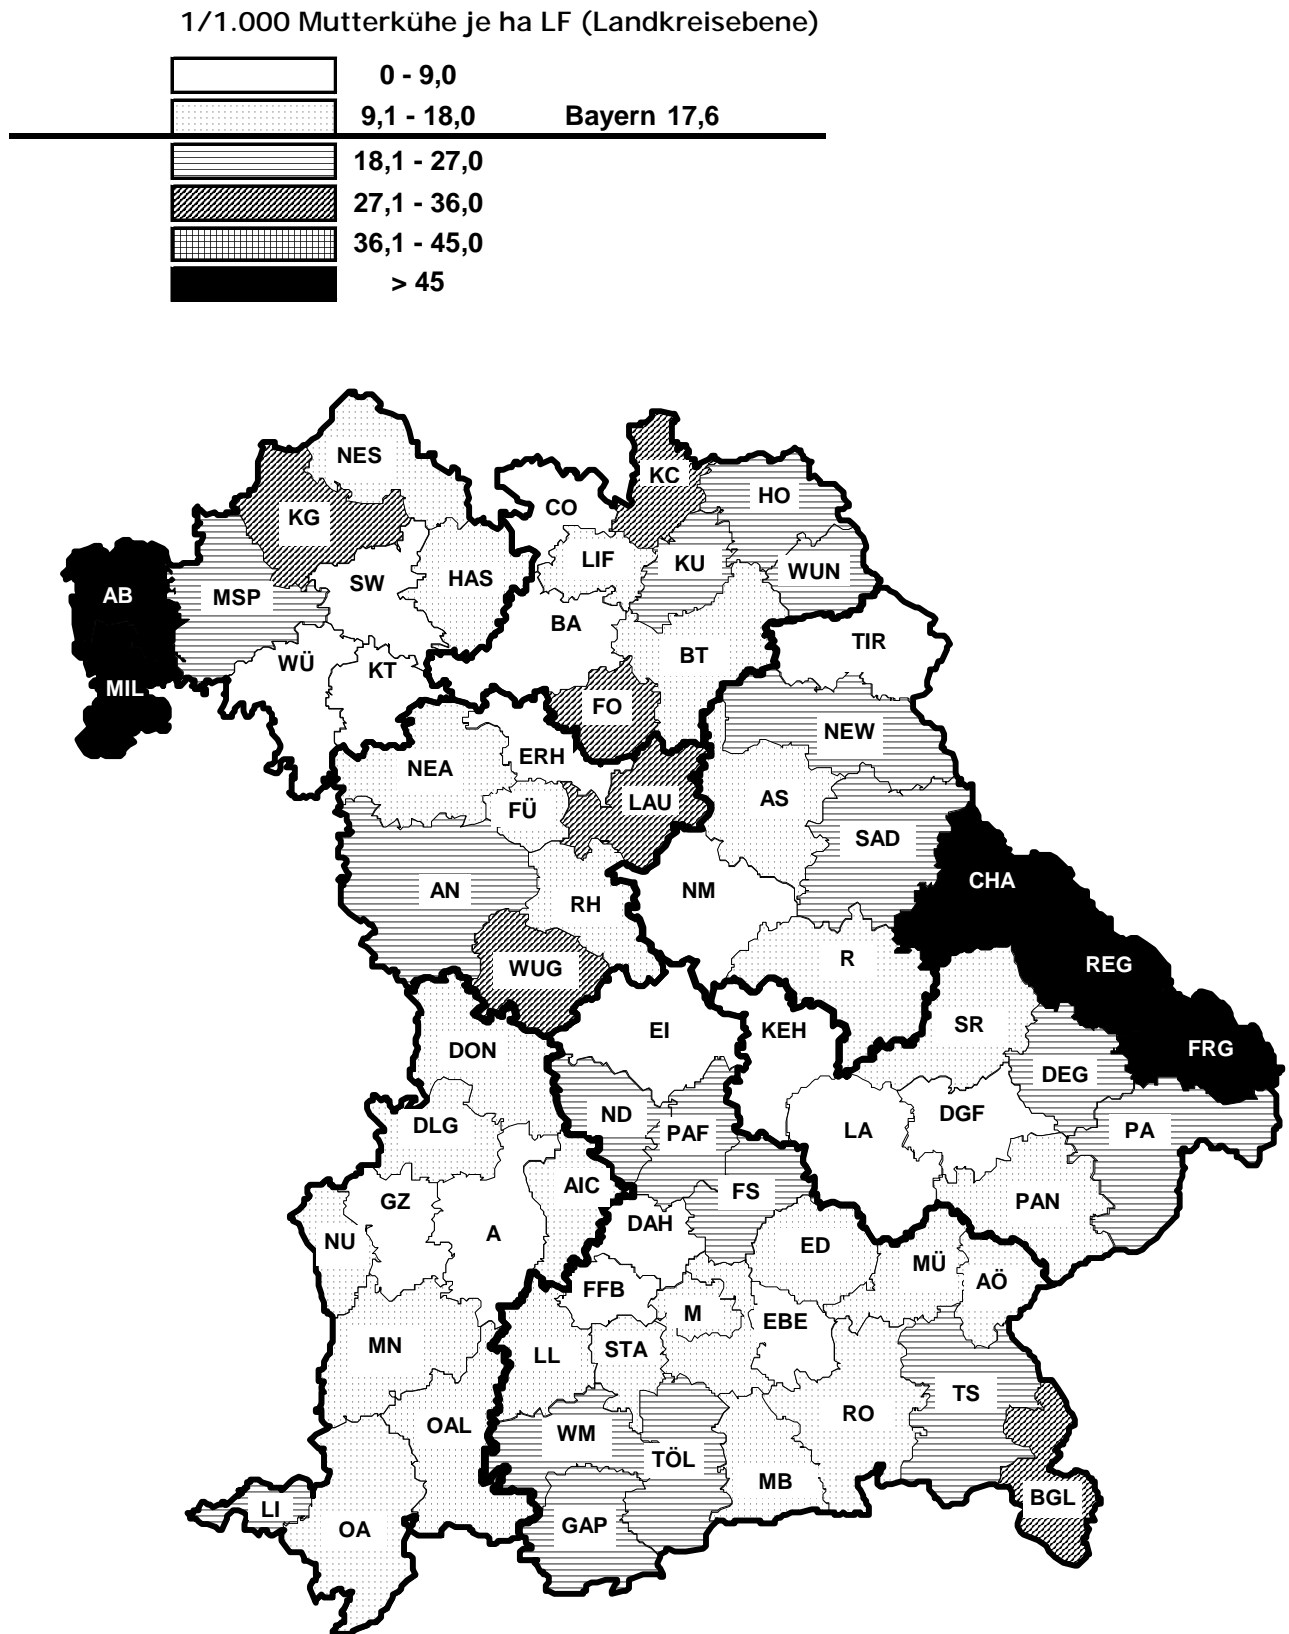 1/1.000 Mutterkühe je ha LF (Landkreisebene)
0 - 9,0
9,1 - 18,0 Bayern 17,6
18,1 - 27,0
27,1 - 36,0
36,1 - 45,0
> 45
NES
KC
CO
HO
KG
LIF
KU
WUN
AB
MSP
SW
HAS
BA
TIR
WÜ
KT
BT
MIL
FO
NEW
ERH
NEA
LAU
AS
FÜ
SAD
AN
RH
NM
CHA
WUG
R
REG
EI
KEH
SR
FRG
DON
DEG
ND
DLG
PAF
LA
DGF
PA
GZ
AIC
FS
PAN
NU
A
DAH
ED
MÜ
AÖ
FFB
M
EBE
MN
LL
STA
TS
OAL
WM
RO
TÖL
MB
BGL
LI
OA
GAP